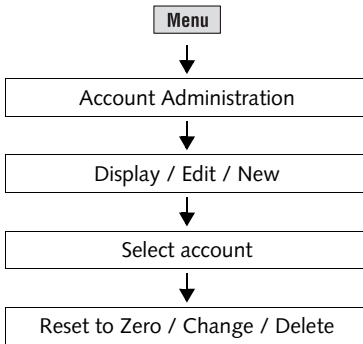 Menu
Account Administration
Display / Edit / New
Select account
Reset to Zero / Change / Delete